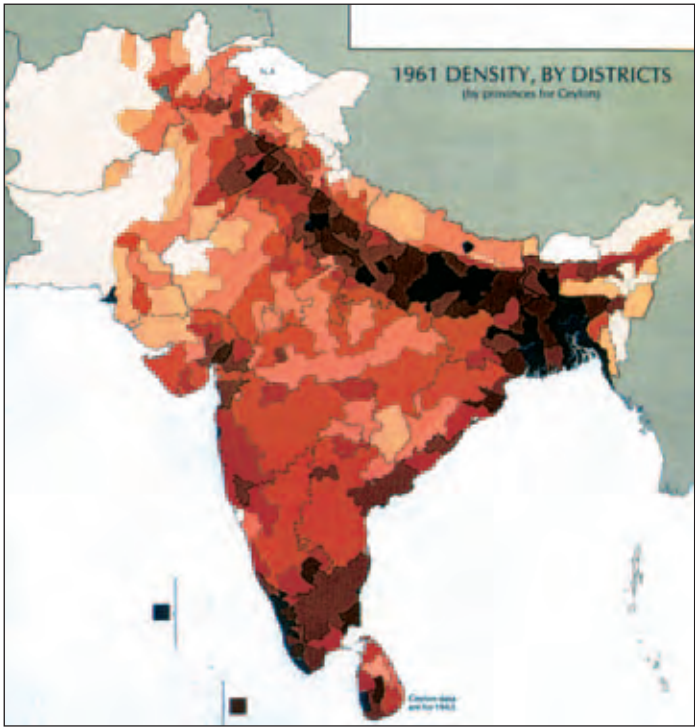 N.A.
1961 DENSITY, BY DISTRICTS
(by provinces for Ceylon)
Ceylon data
are for 1963.